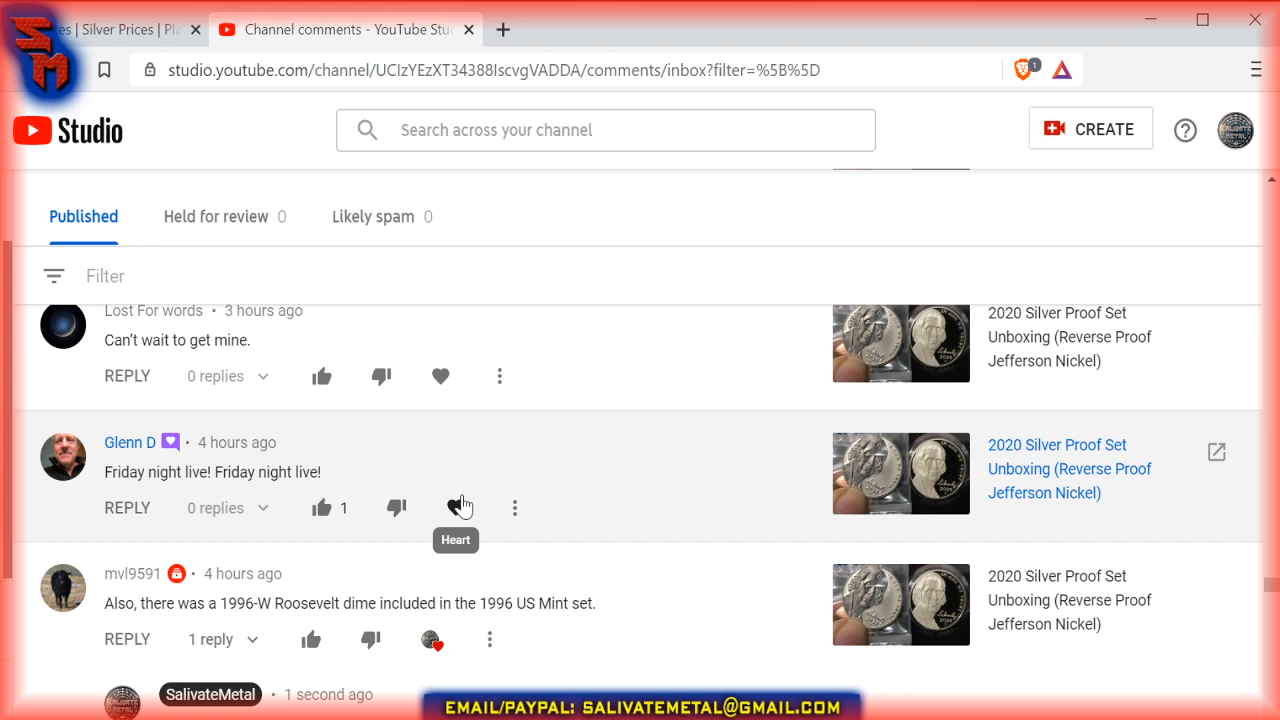 SM
es | Silver Prices | Pla
Channel comments - YouTube Stu
studio.youtube.com/channel/UCIzYEzXT34388IscvgVADDA/comments/inbox?filter=%5B%5D
1
Studio
Search across your channel
CREATE
Published
Held for review 0
Likely spam 0
Filter
Lost For words • 3 hours ago
Can't wait to get mine.
REPLY
0 replies
2020 Silver Proof Set
Unboxing (Reverse Proof
Jefferson Nickel)
Glenn D • 4 hours ago
Friday night live! Friday night live!
REPLY
0 replies
1
Heart
2020 Silver Proof Set
Unboxing (Reverse Proof
Jefferson Nickel)
mvl9591 • 4 hours ago
Also, there was a 1996-W Roosevelt dime included in the 1996 US Mint set.
REPLY
1 reply
2020 Silver Proof Set
Unboxing (Reverse Proof
Jefferson Nickel)
SalivateMetal • 1 second ago
EMAIL/PAYPAL: SALIVATEMETAL@GMAIL.COM